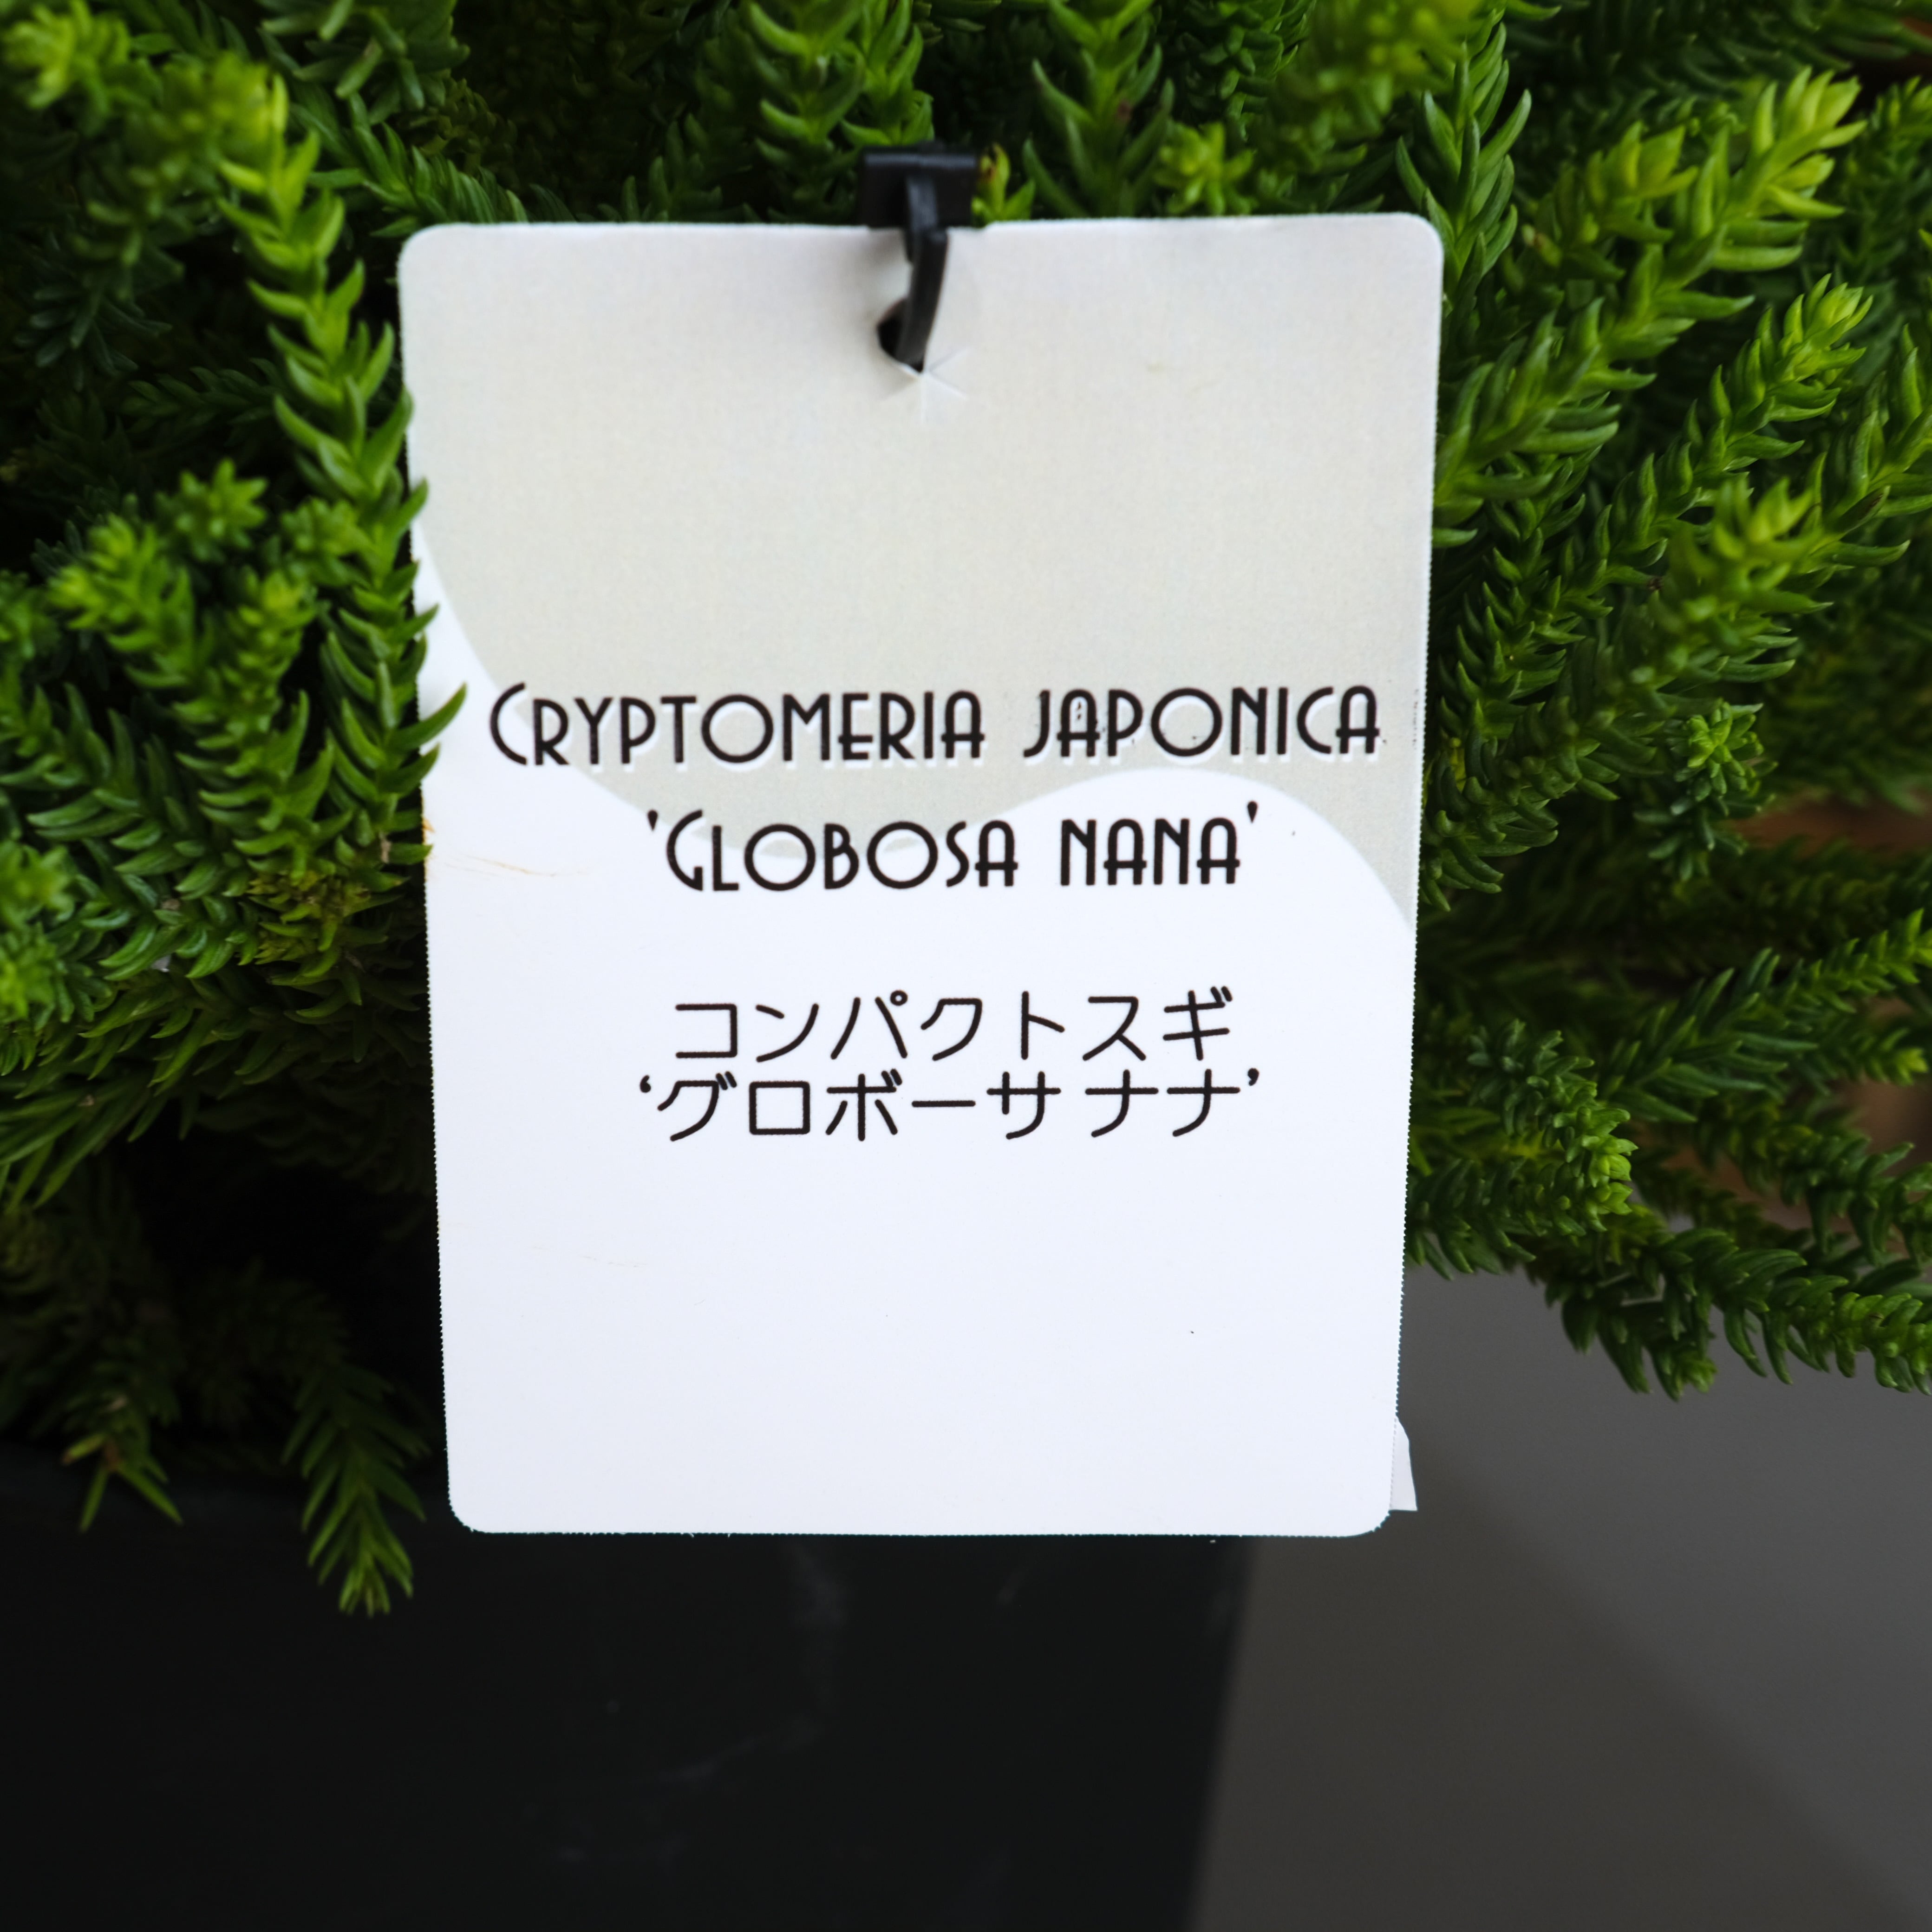 CRYPTOMERIA JAPONICA
'GLOBOSA NANA'
コンパクトスギ
‘グロボーサ ナナ’